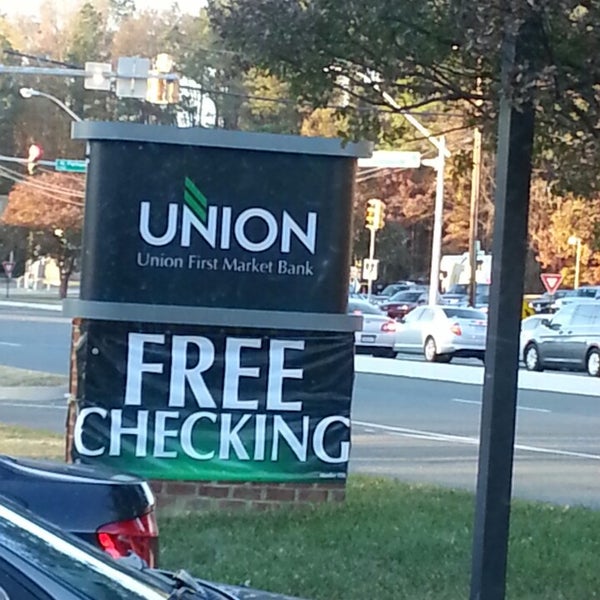 UNION
Union First Market Bank
FREE
CHECKING